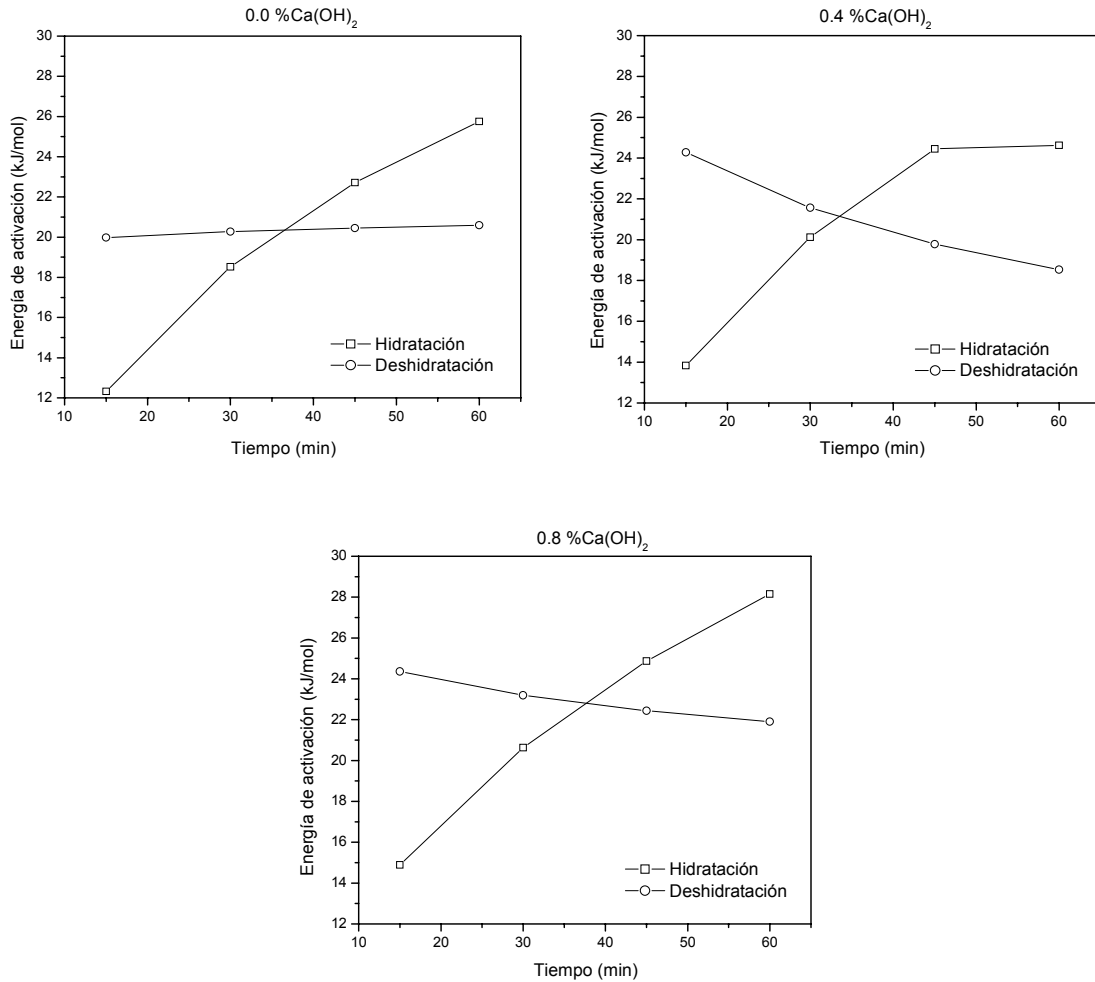 0.0 %Ca(OH)2
30
28
26
24
22
20
18
16
14
12
10 20 30 40 50 60
Energía de activación (kJ/mol)
Tiempo (min)
Hidratación
Deshidratación
0.4 %Ca(OH)2
30
28
26
24
22
20
18
16
14
12
10 20 30 40 50 60
Energía de activación (kJ/mol)
Tiempo (min)
Hidratación
Deshidratación
0.8 %Ca(OH)2
30
28
26
24
22
20
18
16
14
12
10 20 30 40 50 60
Energía de activación (kJ/mol)
Tiempo (min)
Hidratación
Deshidratación